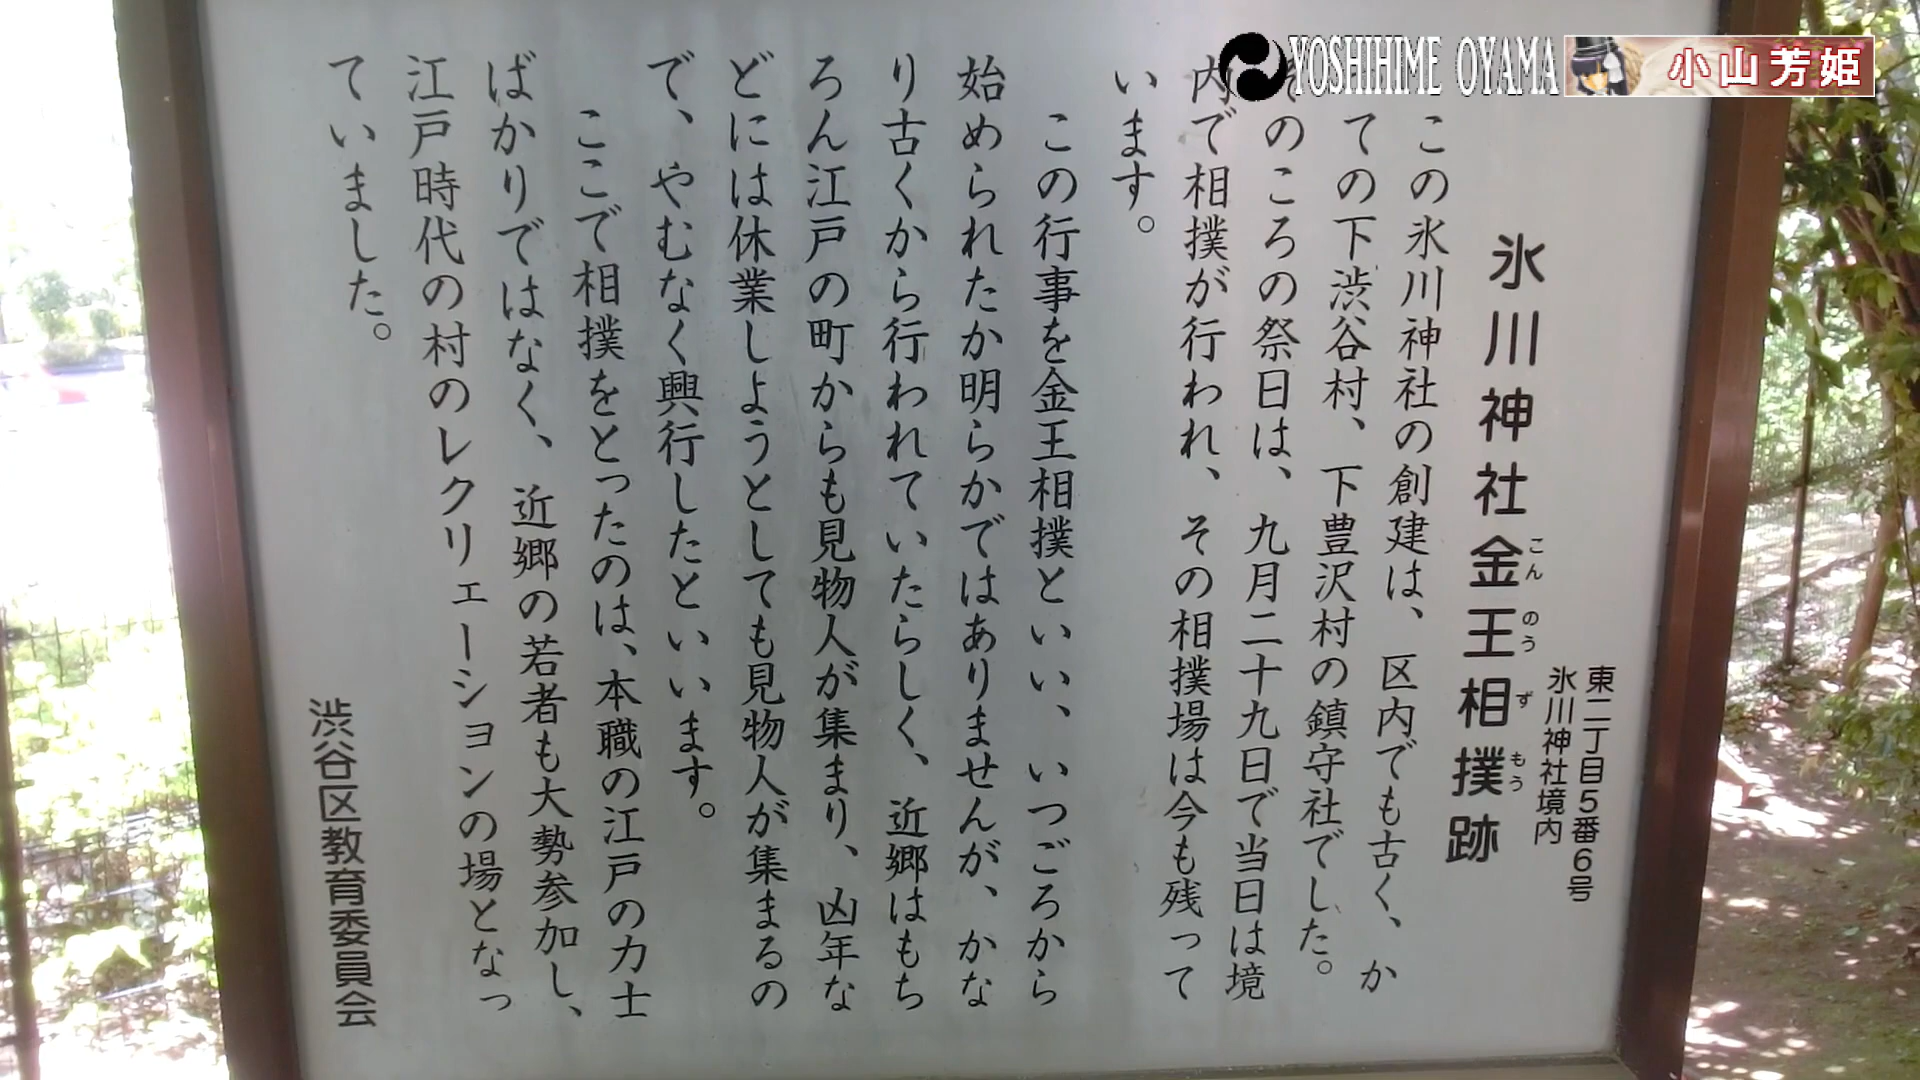 YOSHIHIME OYAMA
小山芳姫
東二丁目5番6号
氷川神社境内
氷川神社金王相撲跡
こんのうずもう
この氷川神社の創建は、区内でも古く、か
ての下渋谷村、下豊沢村の鎮守社でした。
そのころの祭日は、九月二十九日で当日は境
内で相撲が行われ、その相撲場は今も残って
います。
この行事を金王相撲といい、いつごろから
始められたか明らかではありませんが、かな
り古くから行われていたらしく、近郷はもち
ろん江戸の町からも見物人が集まり、凶年な
どには休業しようとしても見物人が集まるの
で、やむなく興行したといいます。
ここで相撲をとったのは、本職の江戸の力士
ばかりではなく、近郷の若者も大勢参加し、
江戸時代の村のレクリェーションの場となっ
ていました。
渋谷区教育委員会